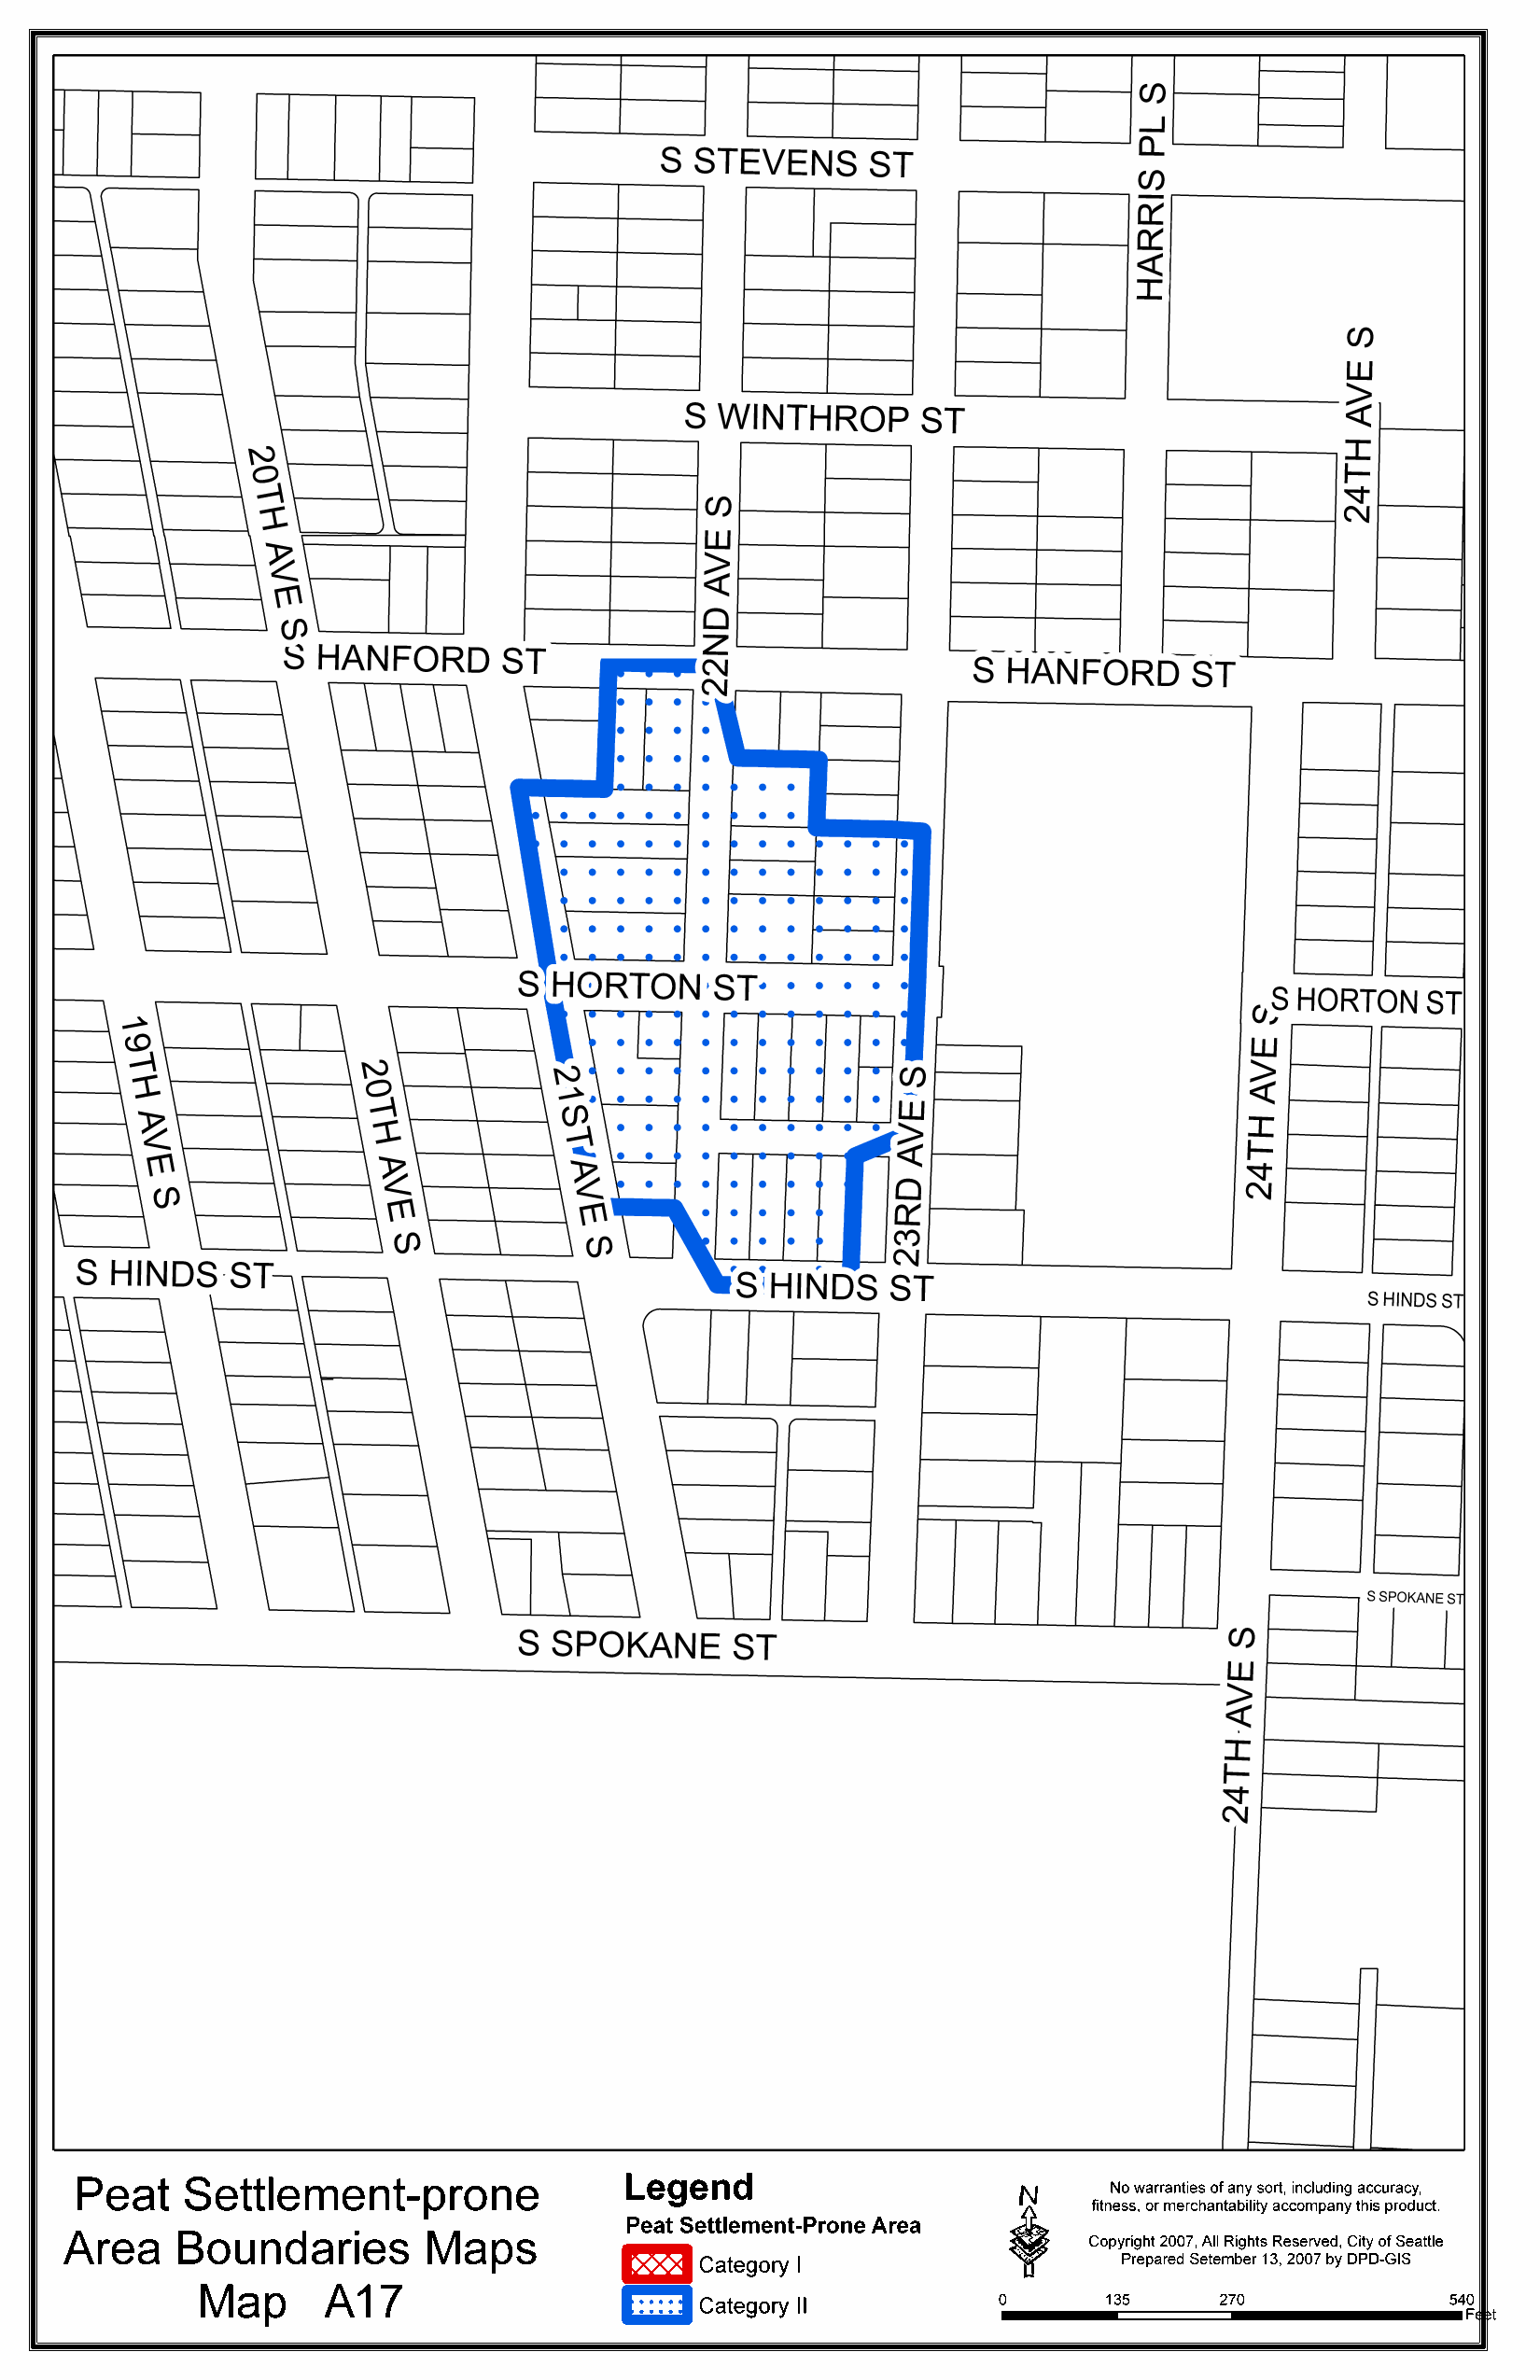 S STEVENS ST
HARRIS PL S
24TH AVE S
S WINTHROP ST
20TH AVE S
22ND AVE S
S HANFORD ST
S HANFORD ST
S HORTON ST
S HORTON ST
19TH AVE S
20TH AVE S
21ST AVE S
23RD AVE S
24TH AVE S
S HINDS ST
S HINDS ST
S HINDS ST
S SPOKANE ST
S SPOKANE ST
24TH AVE S
Peat Settlement-prone
Area Boundaries Maps
Map A17
Legend
Peat Settlement-Prone Area
Category I
Category II
N
No warranties of any sort, including accuracy,
fitness, or merchantability accompany this product.
Copyright 2007, All Rights Reserved, City of Seattle
Prepared Setember 13, 2007 by DPD-GIS
0 135 270 540
Feet